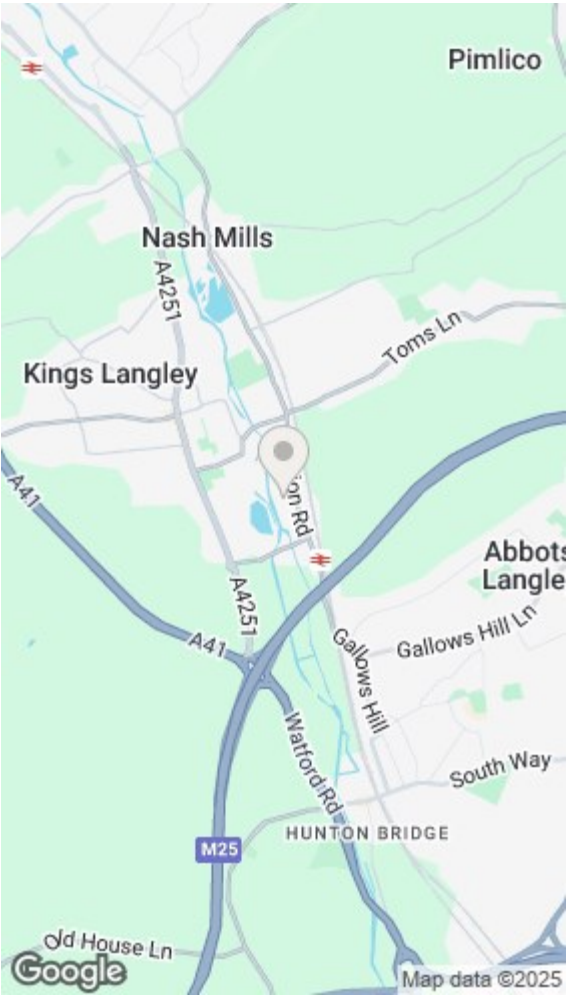 Pimlico
Nash Mills
A4251
Toms Ln
Kings Langley
A41
ion Rd
Abbots
Langle
A4251
Gallows Hill Ln
A41
Gallows Hill
Watford Rd
South Way
HUNTON BRIDGE
M25
Old House Ln
Google
Map data ©2025